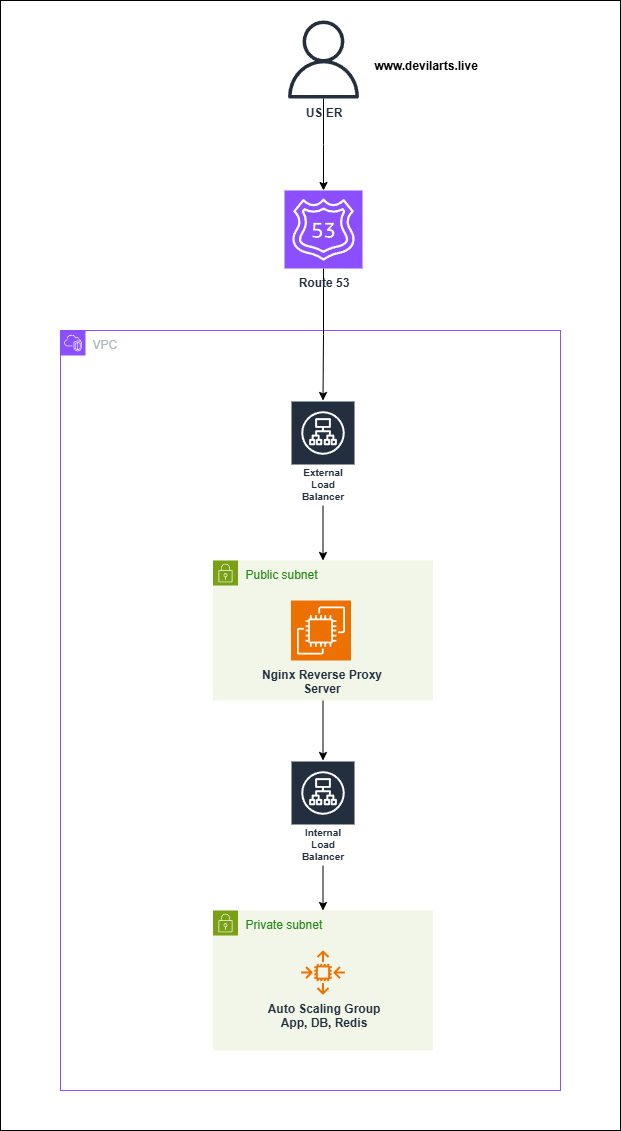 www.devilarts.live
USER
53
Route 53
VPC
External
Load
Balancer
Public subnet
Nginx Reverse Proxy
Server
Internal
Load
Balancer
Private subnet
Auto Scaling Group
App, DB, Redis